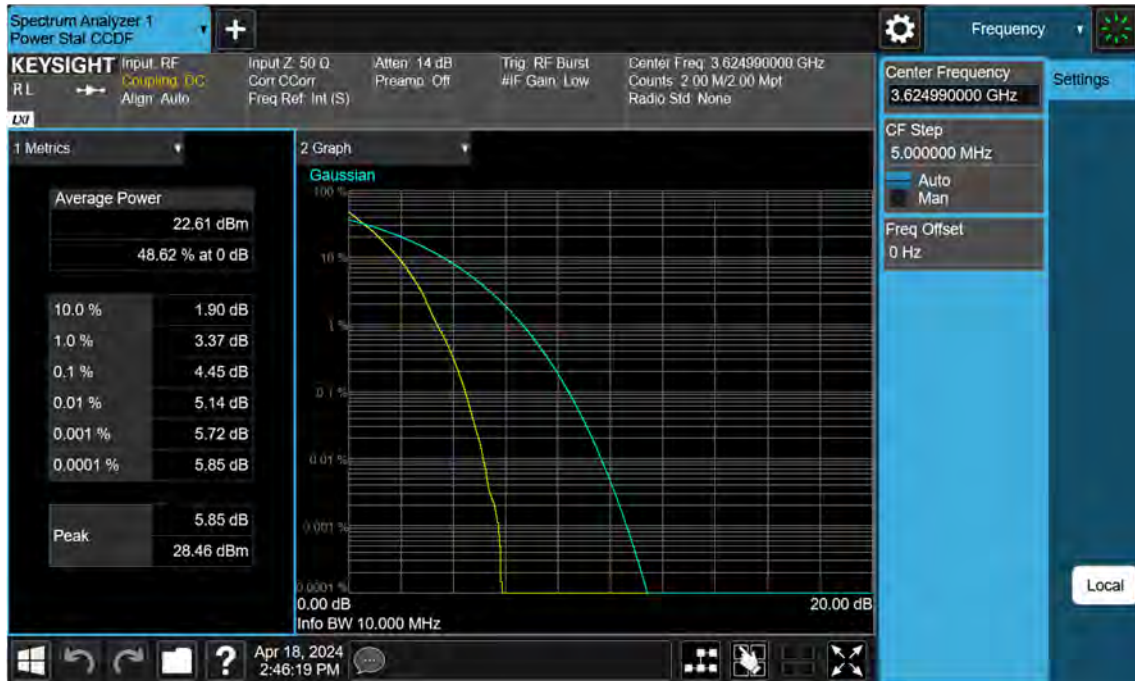 Spectrum Analyzer 1
Power Stat CCDF
Frequency
KEYSIGHT
RL
LXI
Input: RF
Coupling: DC
Align: Auto
Input Z: 50 Ω
Corr CCorr
Freq Ref: Int (S)
Atten: 14 dB
Preamp: Off
Trig: RF Burst
#IF Gain: Low
Center Freq: 3.624990000 GHz
Counts: 2.00 M/2.00 Mpt
Radio Std: None
Center Frequency
3.624990000 GHz
Settings
CF Step
5.000000 MHz
Auto
Man
Freq Offset
0 Hz
1 Metrics
Average Power
22.61 dBm
48.62 % at 0 dB
10.0 % 1.90 dB
1.0 % 3.37 dB
0.1 % 4.45 dB
0.01 % 5.14 dB
0.001 % 5.72 dB
0.0001 % 5.85 dB
Peak
5.85 dB
28.46 dBm
2 Graph
Gaussian
100 %
10 %
1 %
0.1 %
0.01 %
0.001 %
0.0001 %
0.00 dB
20.00 dB
Info BW 10.000 MHz
Local
?
Apr 18, 2024
2:46:19 PM